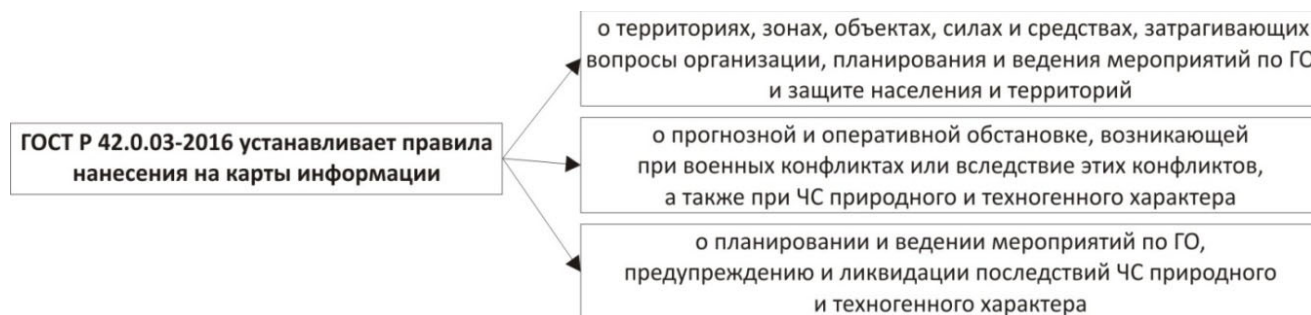 ГОСТ Р 42.0.03-2016 устанавливает правила
нанесения на карты информации
о территориях, зонах, объектах, силах и средствах, затрагивающих
вопросы организации, планирования и ведения мероприятий по ГО
и защите населения и территорий
о прогнозной и оперативной обстановке, возникающей
при военных конфликтах или вследствие этих конфликтов,
а также при ЧС природного и техногенного характера
о планировании и ведении мероприятий по ГО,
предупреждению и ликвидации последствий ЧС природного
и техногенного характера